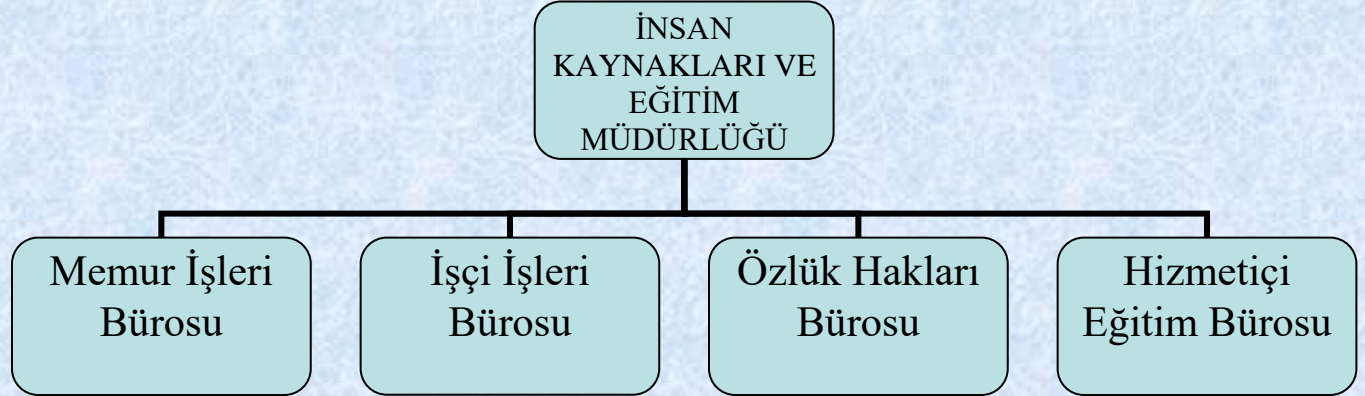 İNSAN
KAYNAKLARI VE
EĞİTİM
MÜDÜRLÜĞÜ
Memur İşleri
Bürosu
İşçi İşleri
Bürosu
Özlük Hakları
Bürosu
Hizmetiçi
Eğitim Bürosu